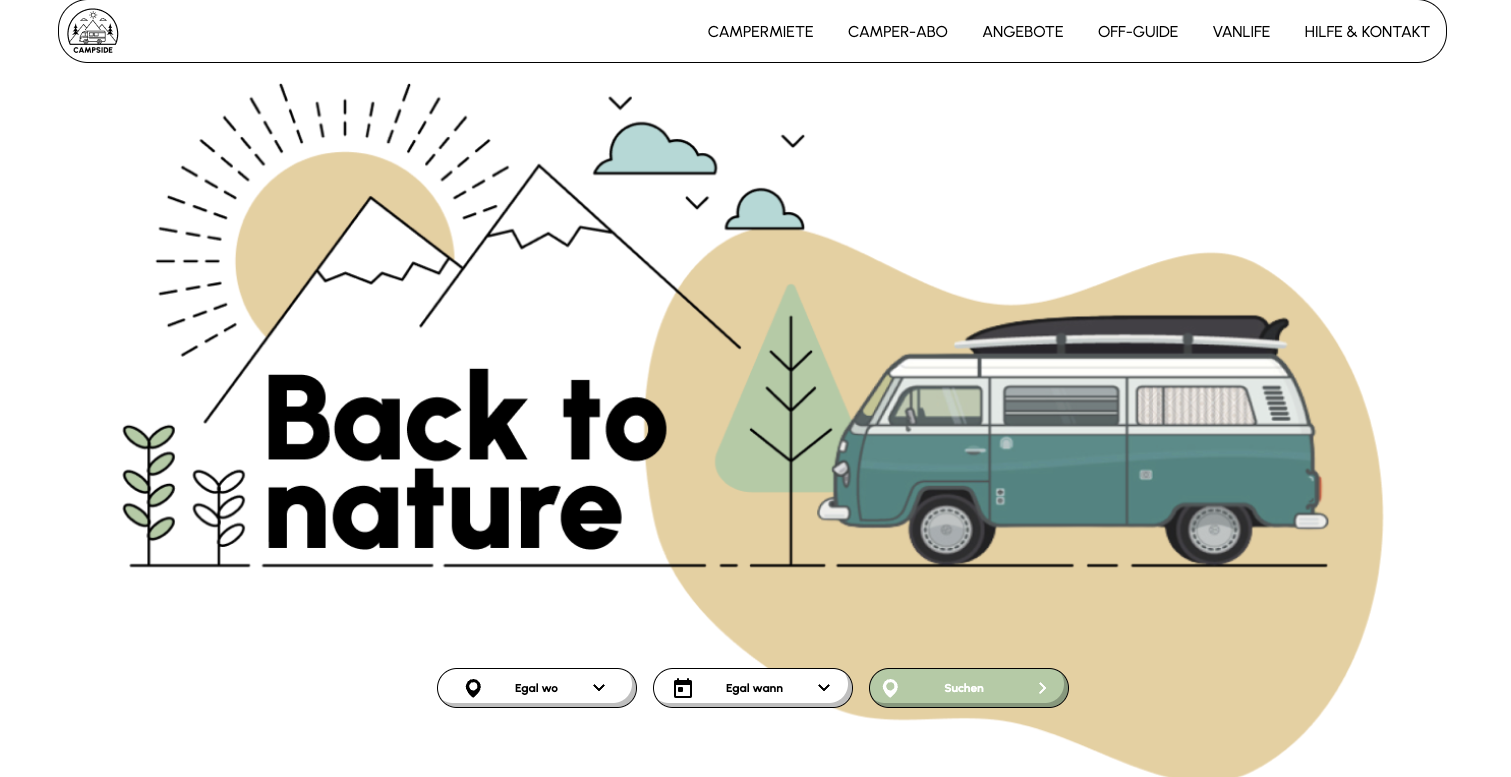 CAMPSIDE
CAMPERMIETE CAMPER-ABO ANGEBOTE OFF-GUIDE VANLIFE HILFE & KONTAKT
Back to
nature
Egal wo Egal wann Suchen